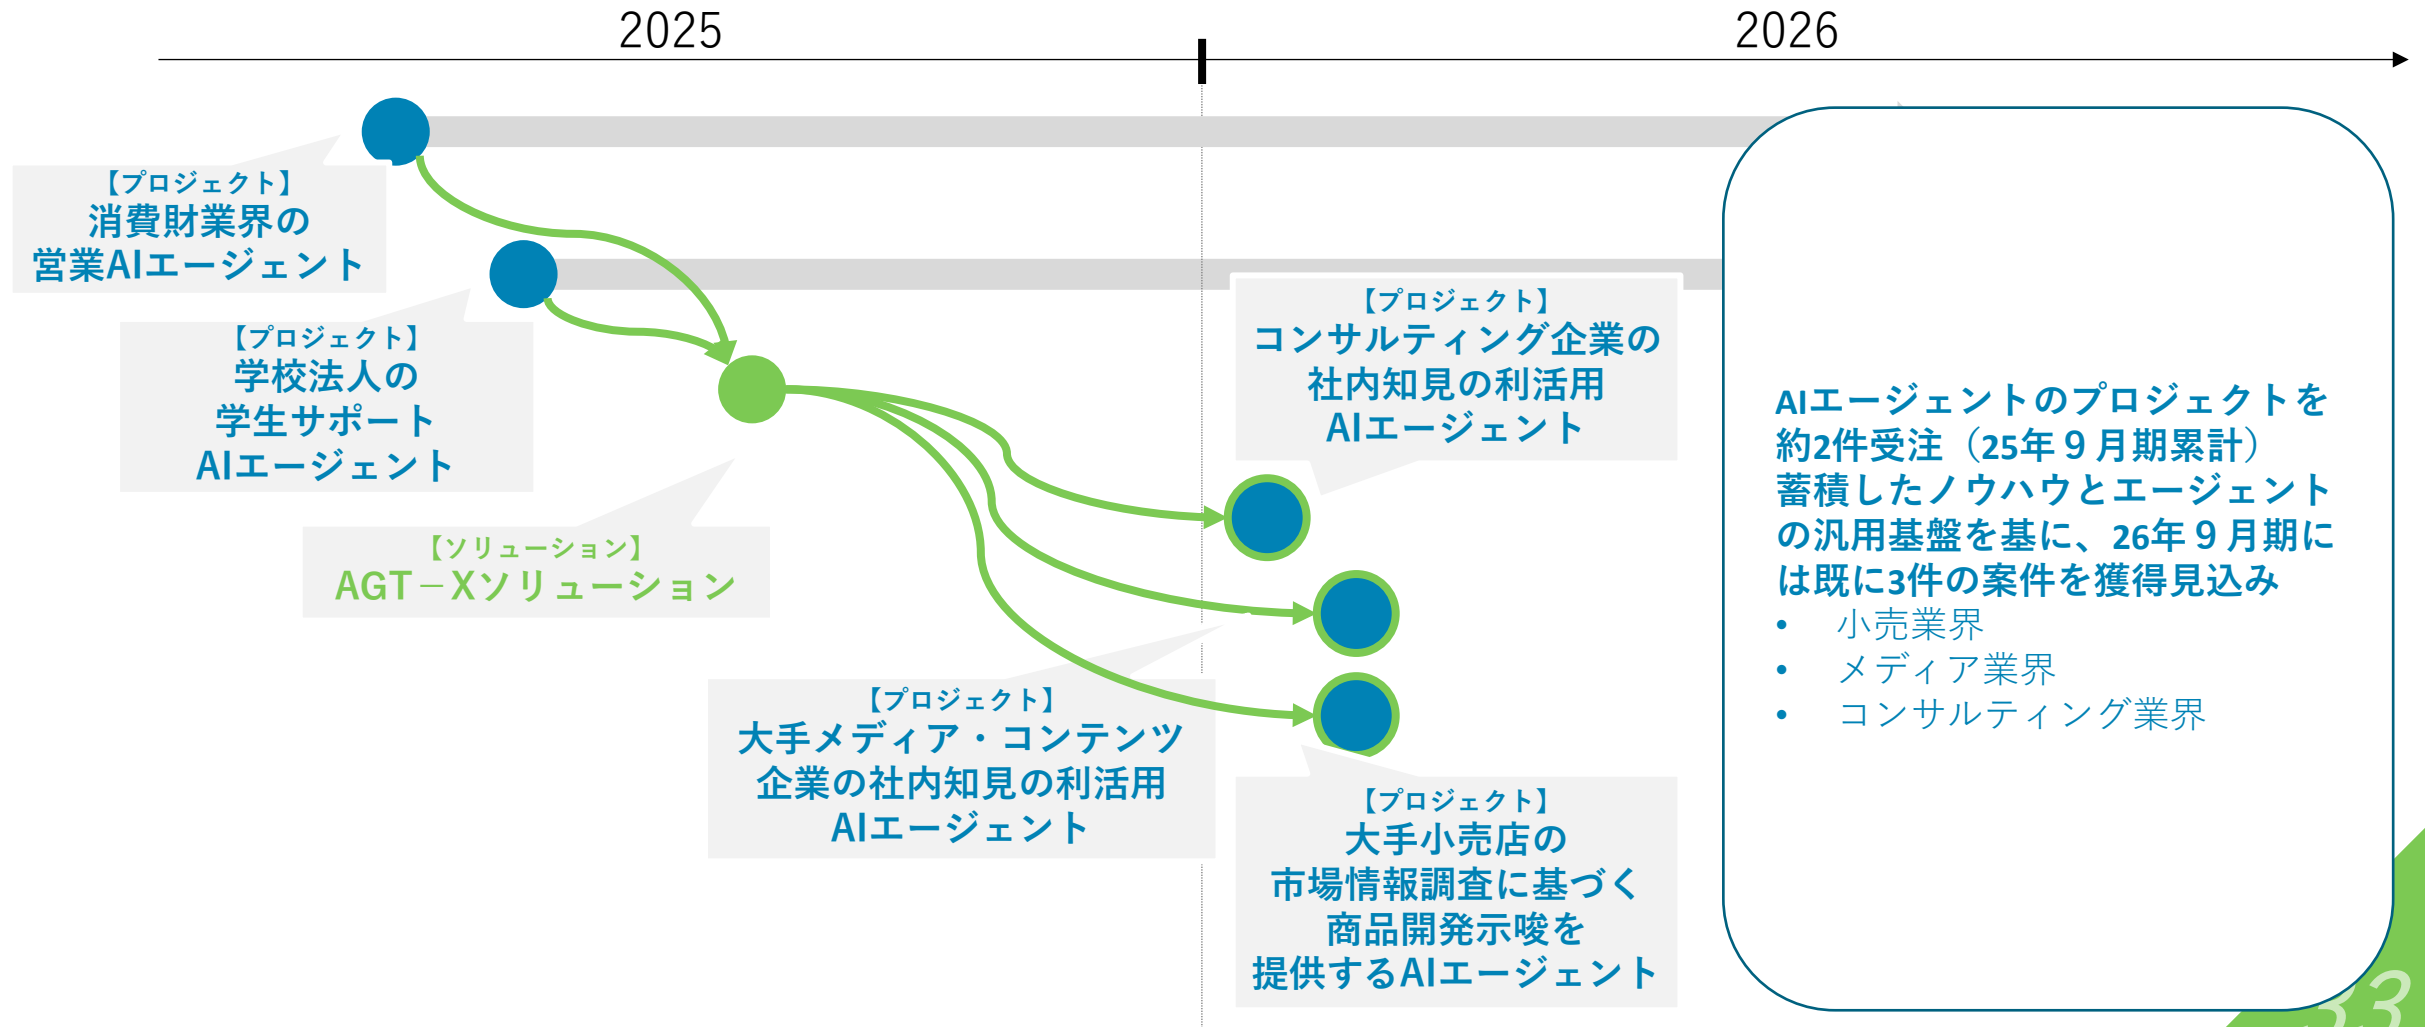 2025
2026
【プロジェクト】
消費財業界の
営業AIエージェント
【プロジェクト】
学校法人の
学生サポート
AIエージェント
【ソリューション】
AGT－Xソリューション
【プロジェクト】
コンサルティング企業の
社内知見の利活用
AIエージェント
【プロジェクト】
大手メディア・コンテンツ
企業の社内知見の利活用
AIエージェント
【プロジェクト】
大手小売店の
市場情報調査に基づく
商品開発示唆を
提供するAIエージェント
AIエージェントのプロジェクトを
約2件受注（25年９月期累計）
蓄積したノウハウとエージェント
の汎用基盤を基に、26年９月期に
は既に3件の案件を獲得見込み
• 小売業界
• メディア業界
• コンサルティング業界
33